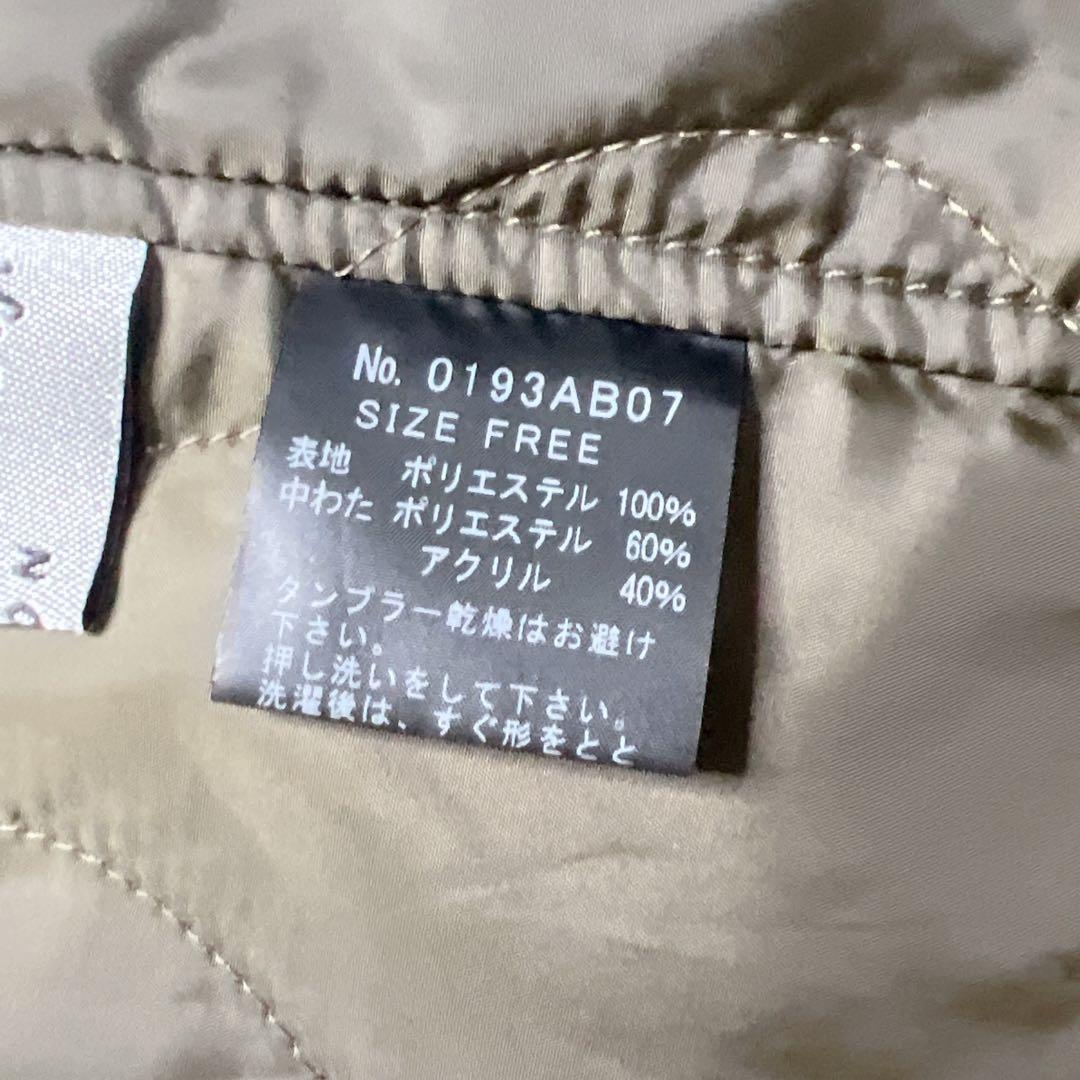 No. 0193AB07
SIZE FREE
表地 ポリエステル 100%
中わた ポリエステル 60%
アクリル 40%
タンブラー乾燥はお避け
下さい。
押し洗いをして下さい。
洗濯後は、すぐ形をとと